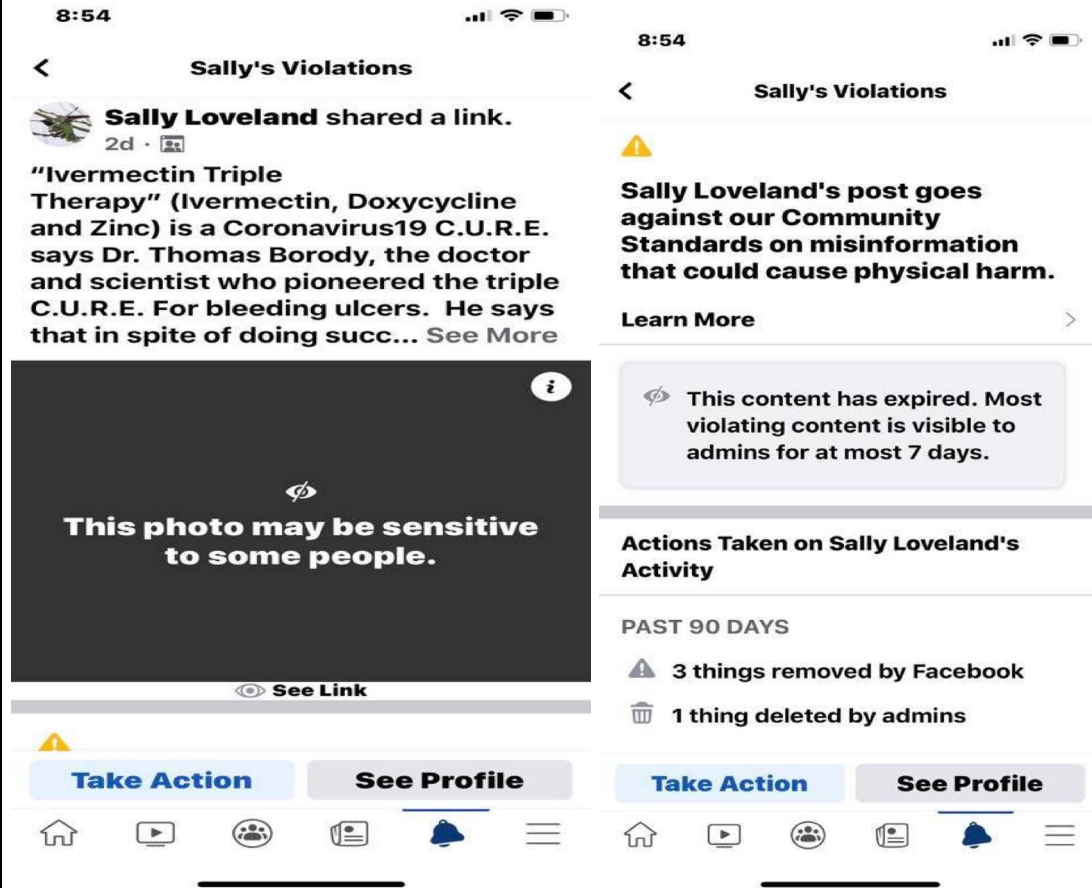 8:54
Sally's Violations
Sally Loveland shared a link.
2d ·
“Ivermectin Triple
Therapy” (Ivermectin, Doxycycline
and Zinc) is a Coronavirus19 C.U.R.E.
says Dr. Thomas Borody, the doctor
and scientist who pioneered the triple
C.U.R.E. For bleeding ulcers.  He says
that in spite of doing succ... See More
i
This photo may be sensitive
to some people.
See Link
Take Action
See Profile
8:54
Sally's Violations
Sally Loveland's post goes
against our Community
Standards on misinformation
that could cause physical harm.
Learn More
This content has expired. Most
violating content is visible to
admins for at most 7 days.
Actions Taken on Sally Loveland's
Activity
PAST 90 DAYS
3 things removed by Facebook
1 thing deleted by admins
Take Action
See Profile